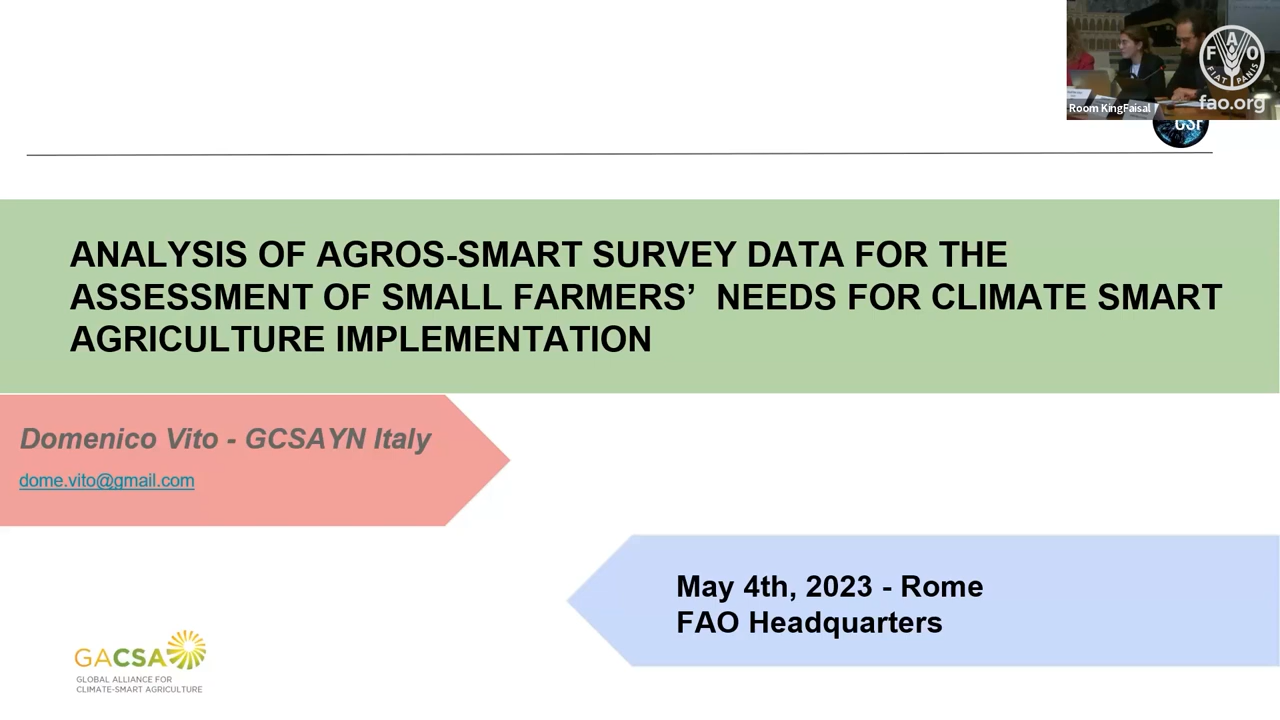 F A O
FIAT PANIS
fao.org
Room KingFaisal
ANALYSIS OF AGROS-SMART SURVEY DATA FOR THE
ASSESSMENT OF SMALL FARMERS’ NEEDS FOR CLIMATE SMART
AGRICULTURE IMPLEMENTATION
Domenico Vito - GCSAYN Italy
dome.vito@gmail.com
May 4th, 2023 - Rome
FAO Headquarters
GACSA
GLOBAL ALLIANCE FOR
CLIMATE-SMART AGRICULTURE